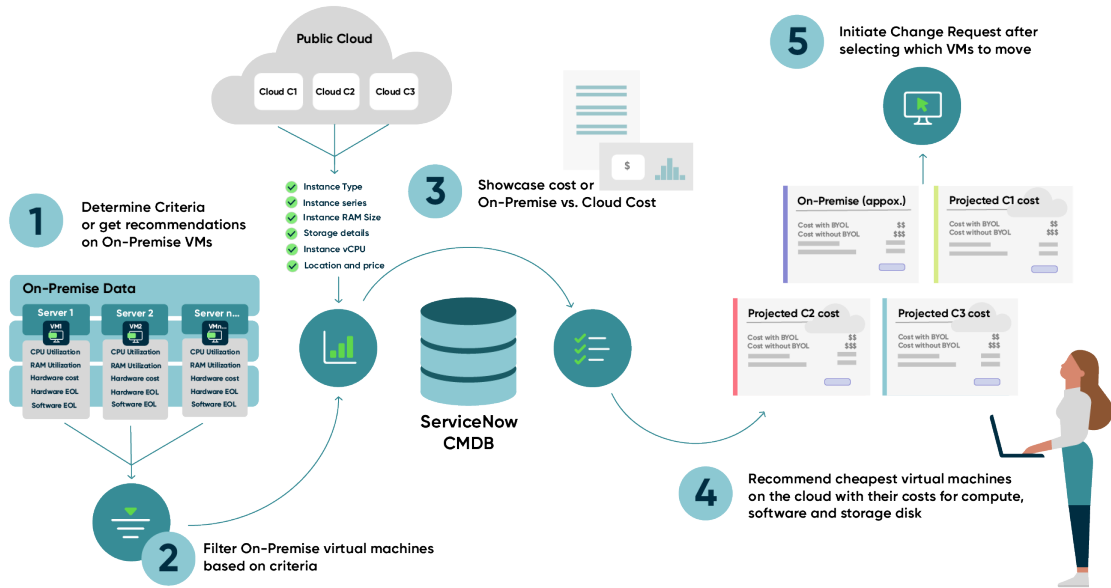 Public Cloud
Cloud C1
Cloud C2
Cloud C3
Instance Type
Instance series
Instance RAM Size
Storage details
Instance vCPU
Location and price
1
Determine Criteria
or get recommendations
on On-Premise VMs
On-Premise Data
Server 1
VM1
CPU Utilization
RAM Utilization
Hardware cost
Hardware EOL
Software EOL
Server 2
VM2
CPU Utilization
RAM Utilization
Hardware cost
Hardware EOL
Software EOL
Server n...
VMn...
CPU Utilization
RAM Utilization
Hardware cost
Hardware EOL
Software EOL
2
Filter On-Premise virtual machines
based on criteria
3
Showcase cost or
On-Premise vs. Cloud Cost
$
ServiceNow
CMDB
4
Recommend cheapest virtual machines
on the cloud with their costs for compute,
software and storage disk
On-Premise (appox.)
Cost with BYOL $$
Cost without BYOL $$$
Projected C1 cost
Cost with BYOL $$
Cost without BYOL $$$
Projected C2 cost
Cost with BYOL $$
Cost without BYOL $$$
Projected C3 cost
Cost with BYOL $$
Cost without BYOL $$$
5
Initiate Change Request after
selecting which VMs to move